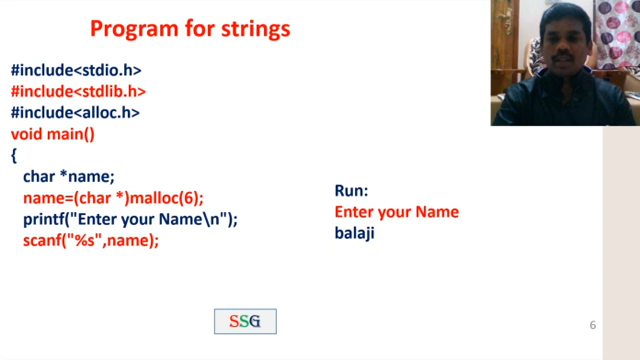 Program for strings
#include<stdio.h>
#include<stdlib.h>
#include<alloc.h>
void main()
{
char *name;
name=(char *)malloc(6);
printf("Enter your Name\n");
scanf("%s",name);
Run:
Enter your Name
balaji
SSG
6